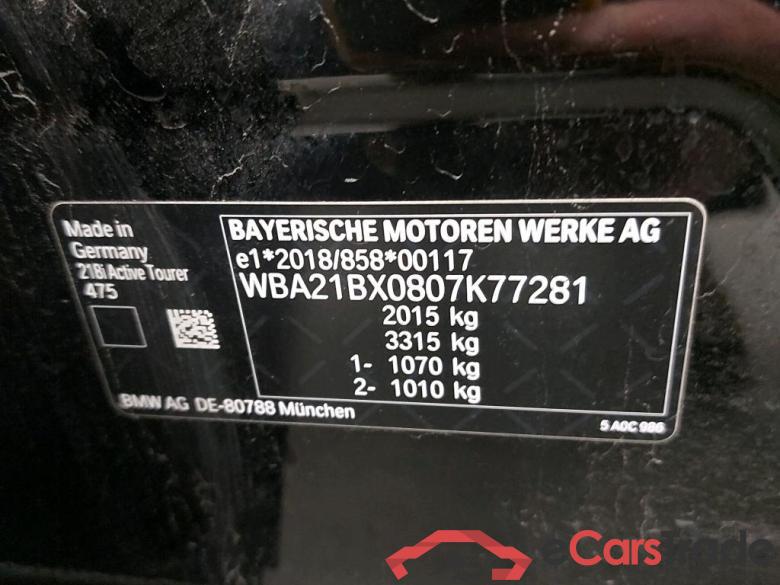 Made in
Germany
218i Active Tourer
475
BAYERISCHE MOTOREN WERKE AG
e1*2018/858*00117
WBA21BX0807K77281
2015 kg
3315 kg
1- 1070 kg
2- 1010 kg
BMW AG DE-80788 München
5 A0C 986
eCarstrade